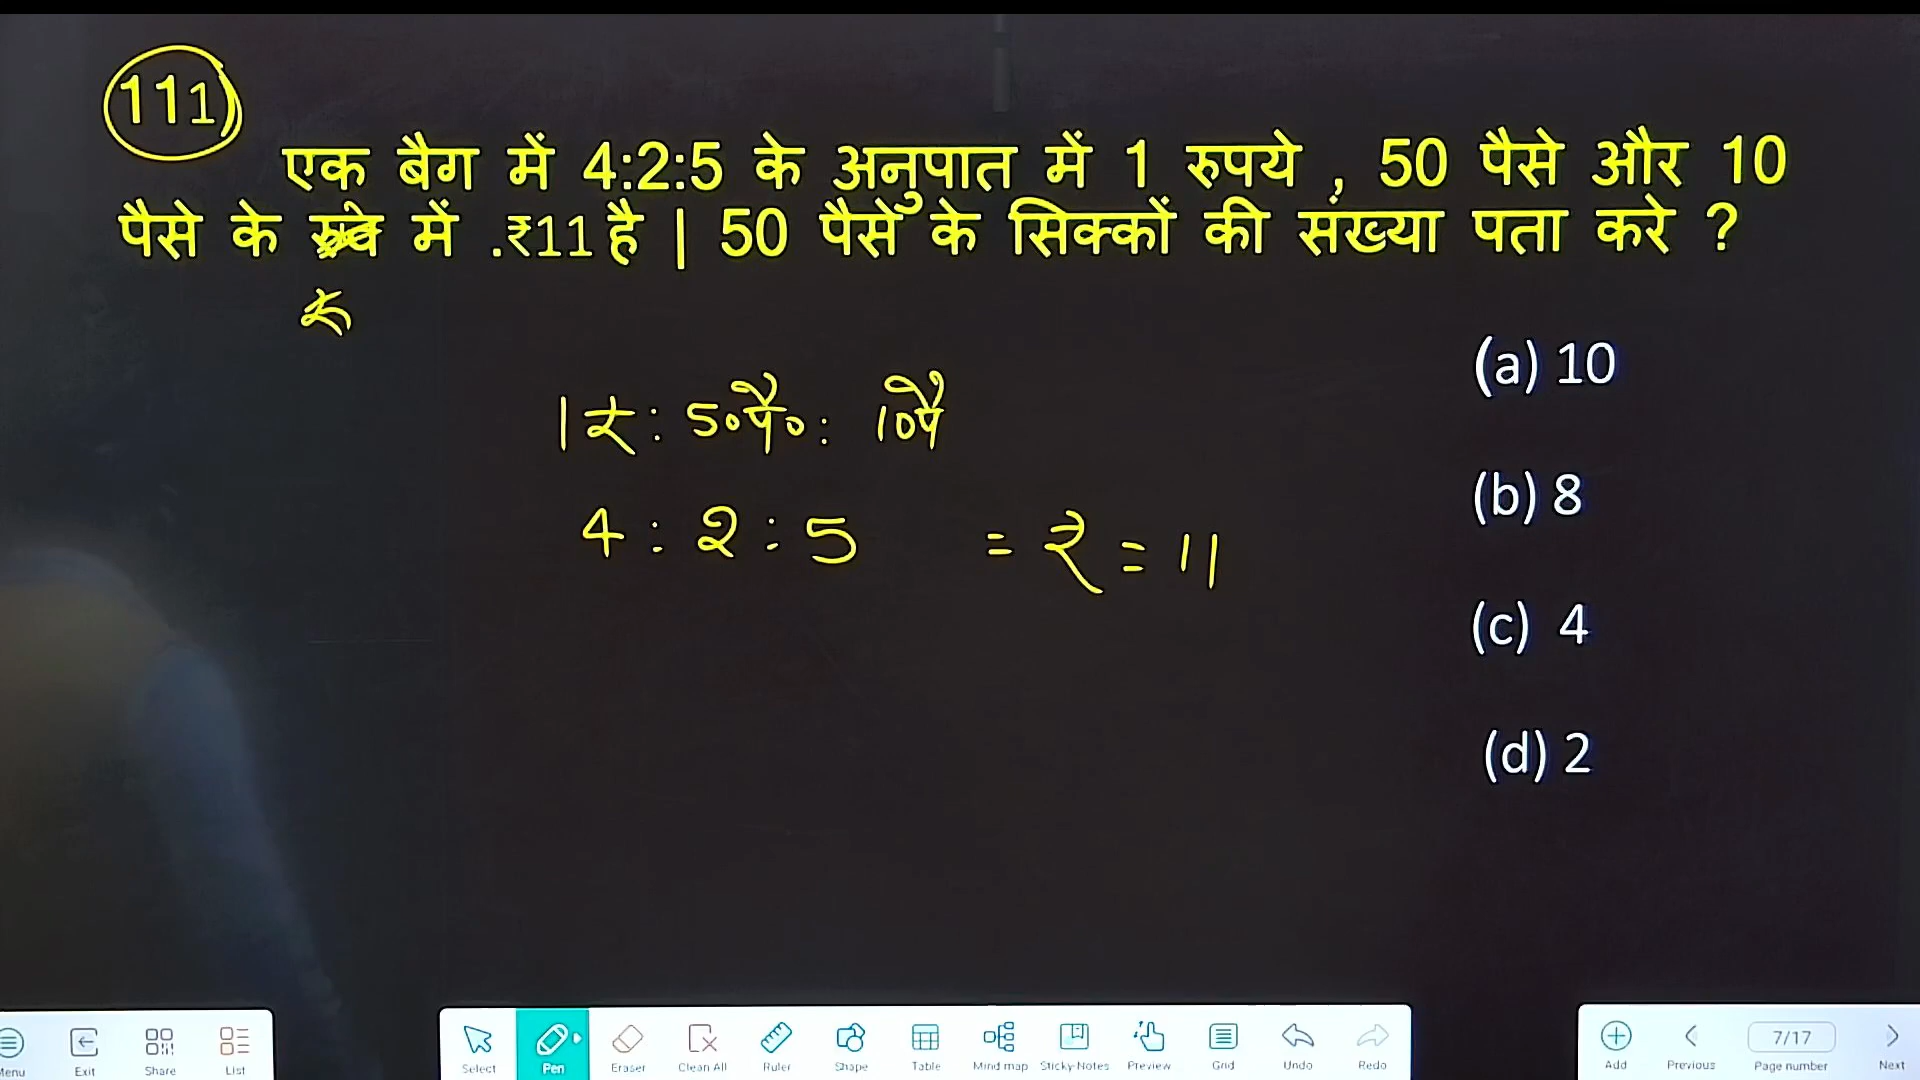 111)
एक बैग में 4:2:5 के अनुपात में 1 रुपये , 50 पैसे और 10
पैसे के में .₹11 है | 50 पैसे के सिक्कों की संख्या पता करे ?
(a) 10
1₹ : 50पै० : 10पै
(b) 8
4 : 2 : 5 = ₹ = 11
(c) 4
(d) 2
Menu Exit Share List Select Pen Eraser Clean All Ruler Shape Table Mind map Sticky Notes Preview Grid Undo Redo Add Previous 7/17 Page number Next